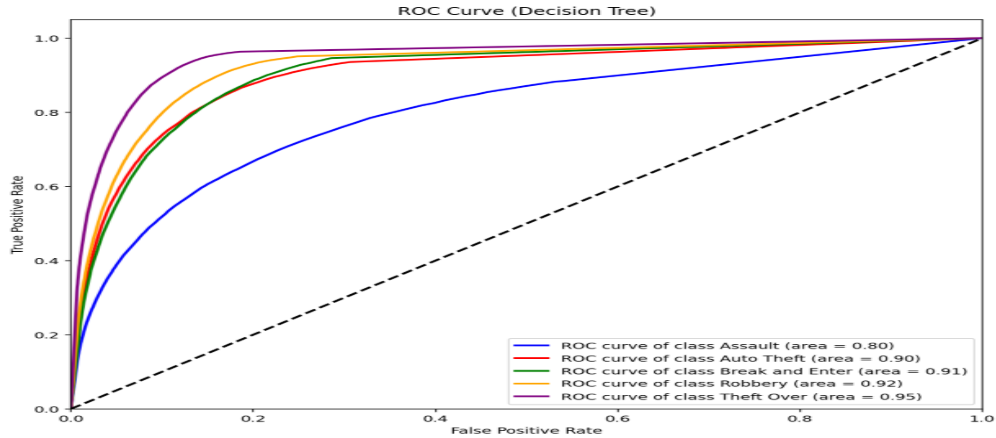 ROC Curve (Decision Tree)
1.0
0.8
0.6
0.4
0.2
0.0
True Positive Rate
ROC curve of class Assault (area = 0.80)
ROC curve of class Auto Theft (area = 0.90)
ROC curve of class Break and Enter (area = 0.91)
ROC curve of class Robbery (area = 0.92)
ROC curve of class Theft Over (area = 0.95)
0.0 0.2 0.4 0.6 0.8 1.0
False Positive Rate